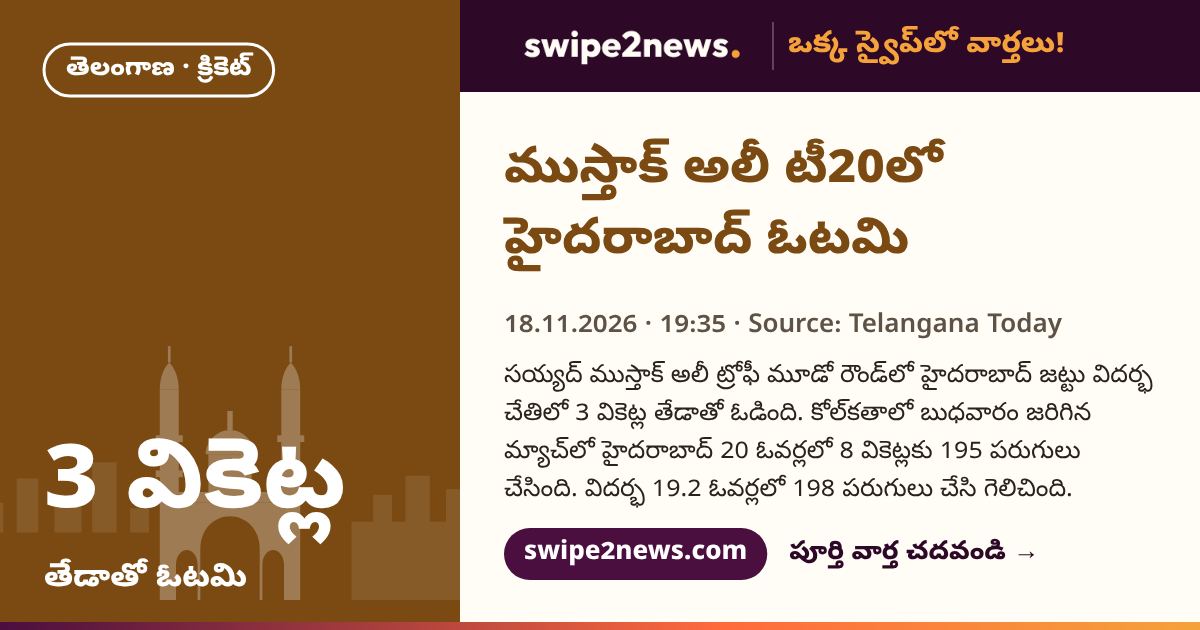 తెలంగాణ · క్రికెట్
3 వికెట్ల
తేడాతో ఓటమి
swipe2news.
ఒక్క స్వైప్‌లో వార్తలు!
ముస్తాక్ అలీ టీ20లో
హైదరాబాద్ ఓటమి
18.11.2026 · 19:35 · Source: Telangana Today
సయ్యద్ ముస్తాక్ అలీ ట్రోఫీ మూడో రౌండ్‌లో హైదరాబాద్ జట్టు విదర్భ
చేతిలో 3 వికెట్ల తేడాతో ఓడింది. కోల్‌కతాలో బుధవారం జరిగిన
మ్యాచ్‌లో హైదరాబాద్ 20 ఓవర్లలో 8 వికెట్లకు 195 పరుగులు
చేసింది. విదర్భ 19.2 ఓవర్లలో 198 పరుగులు చేసి గెలిచింది.
swipe2news.com
పూర్తి వార్త చదవండి →